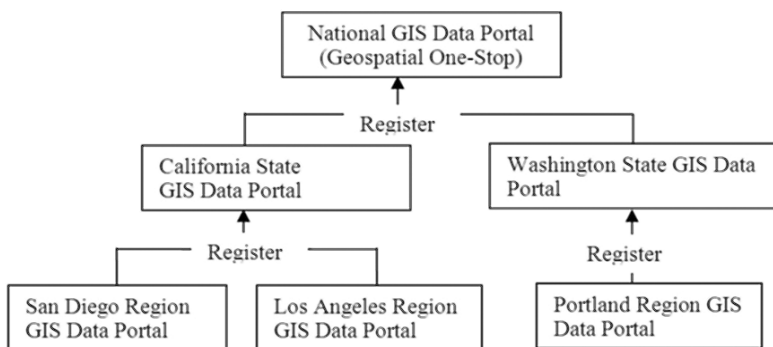 National GIS Data Portal
(Geospatial One-Stop)
Register
California State
GIS Data Portal
Washington State GIS Data
Portal
Register
Register
San Diego Region
GIS Data Portal
Los Angeles Region
GIS Data Portal
Portland Region GIS
Data Portal